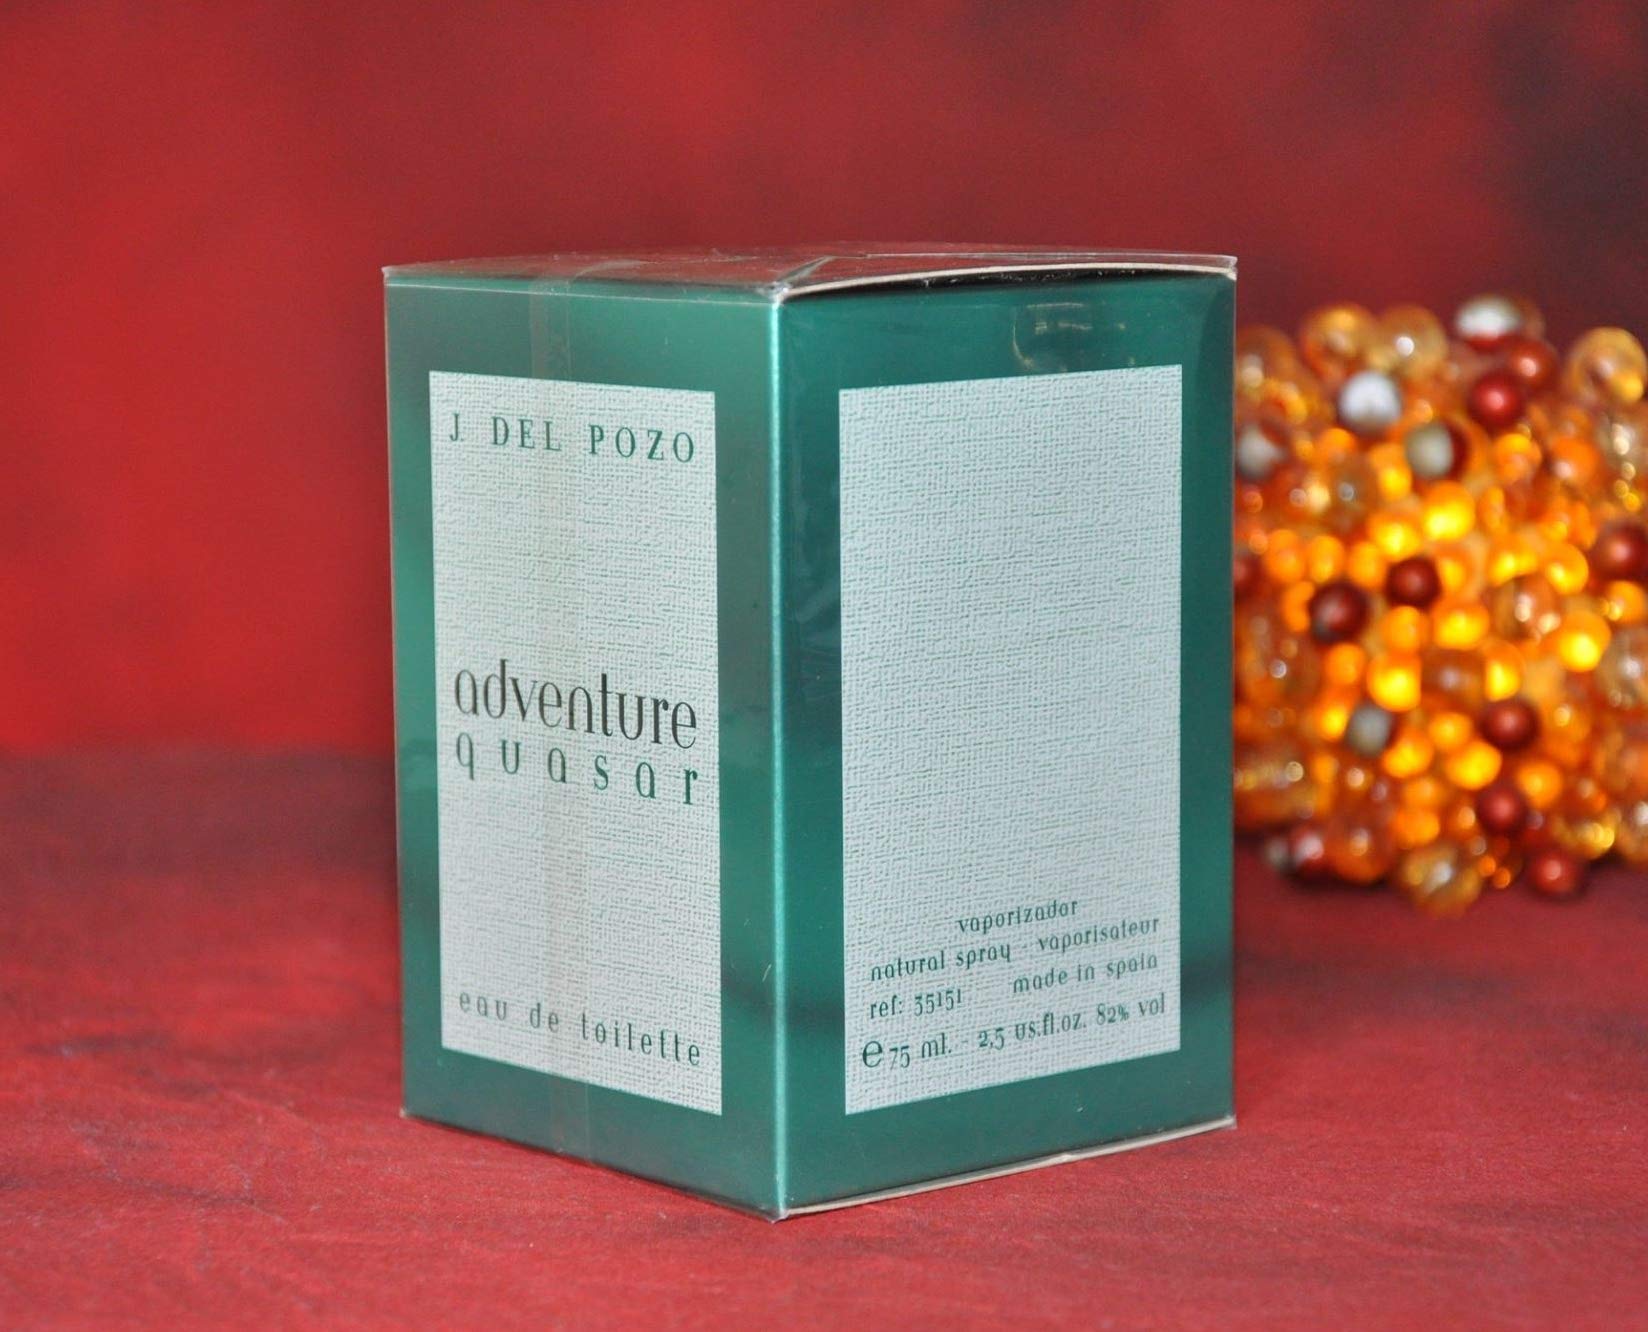 J. DEL POZO
adventure
quasar
eau de toilette
vaporizador
natural spray - vaporisateur
ref: 35151 made in spain
e 75 ml. - 2,5 us.fl.oz. 82% vol